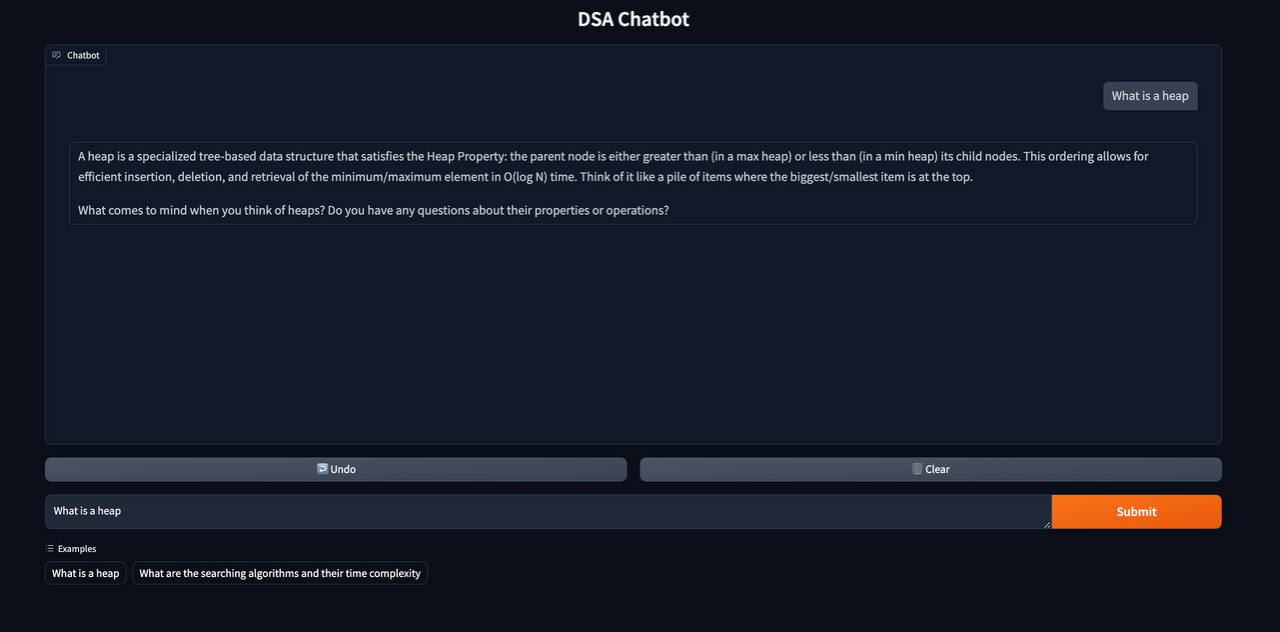 DSA Chatbot
Chatbot
What is a heap
A heap is a specialized tree-based data structure that satisfies the Heap Property: the parent node is either greater than (in a max heap) or less than (in a min heap) its child nodes. This ordering allows for
efficient insertion, deletion, and retrieval of the minimum/maximum element in O(log N) time. Think of it like a pile of items where the biggest/smallest item is at the top.
What comes to mind when you think of heaps? Do you have any questions about their properties or operations?
Undo
Clear
What is a heap
Submit
Examples
What is a heap
What are the searching algorithms and their time complexity